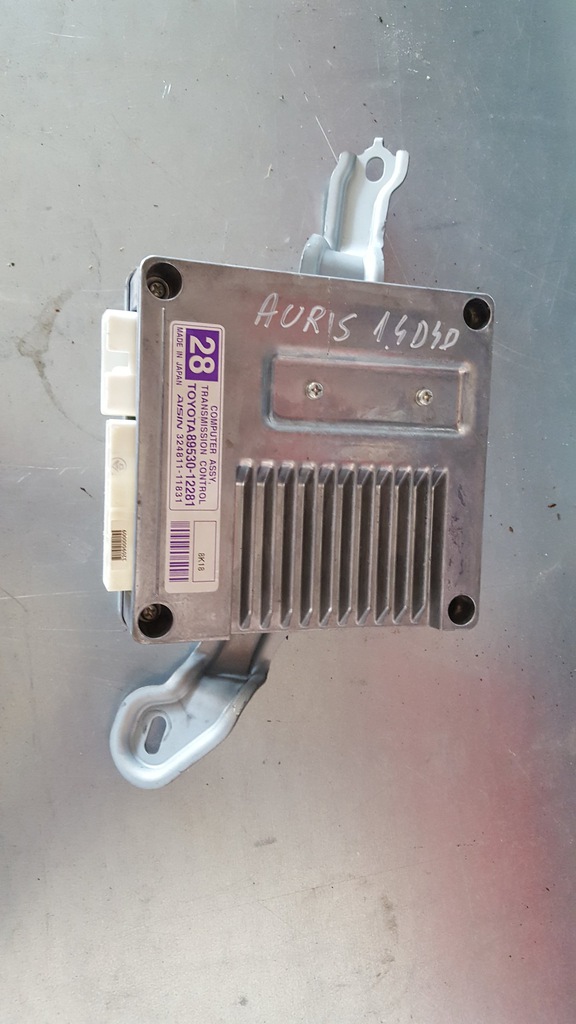 AURIS 1.4D4D
28
MADE IN JAPAN
COMPUTER ASSY.
TRANSMISSION CONTROL
TOYOTA89530-12281
AISIN 324811-11831
8K18